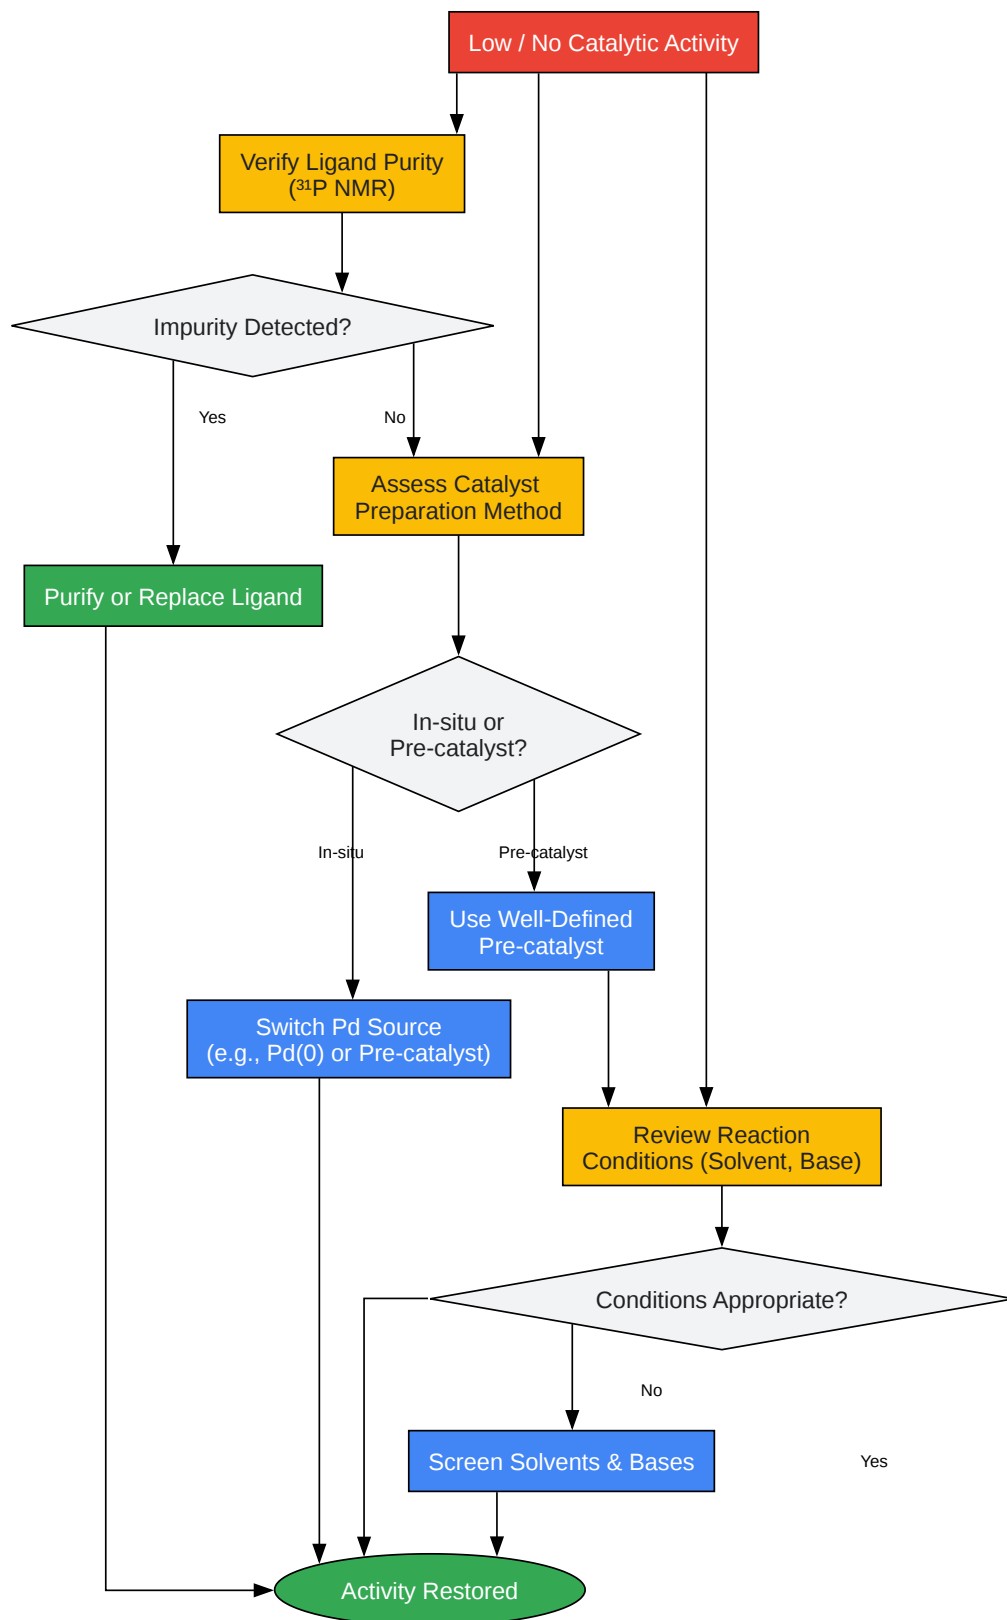 Low / No Catalytic Activity
Verify Ligand Purity
(³¹P NMR)
Impurity Detected?
Yes
No
Assess Catalyst
Preparation Method
Purify or Replace Ligand
In-situ or
Pre-catalyst?
In-situ
Pre-catalyst
Use Well-Defined
Pre-catalyst
Switch Pd Source
(e.g., Pd(0) or Pre-catalyst)
Review Reaction
Conditions (Solvent, Base)
Conditions Appropriate?
No
Screen Solvents & Bases
Yes
Activity Restored